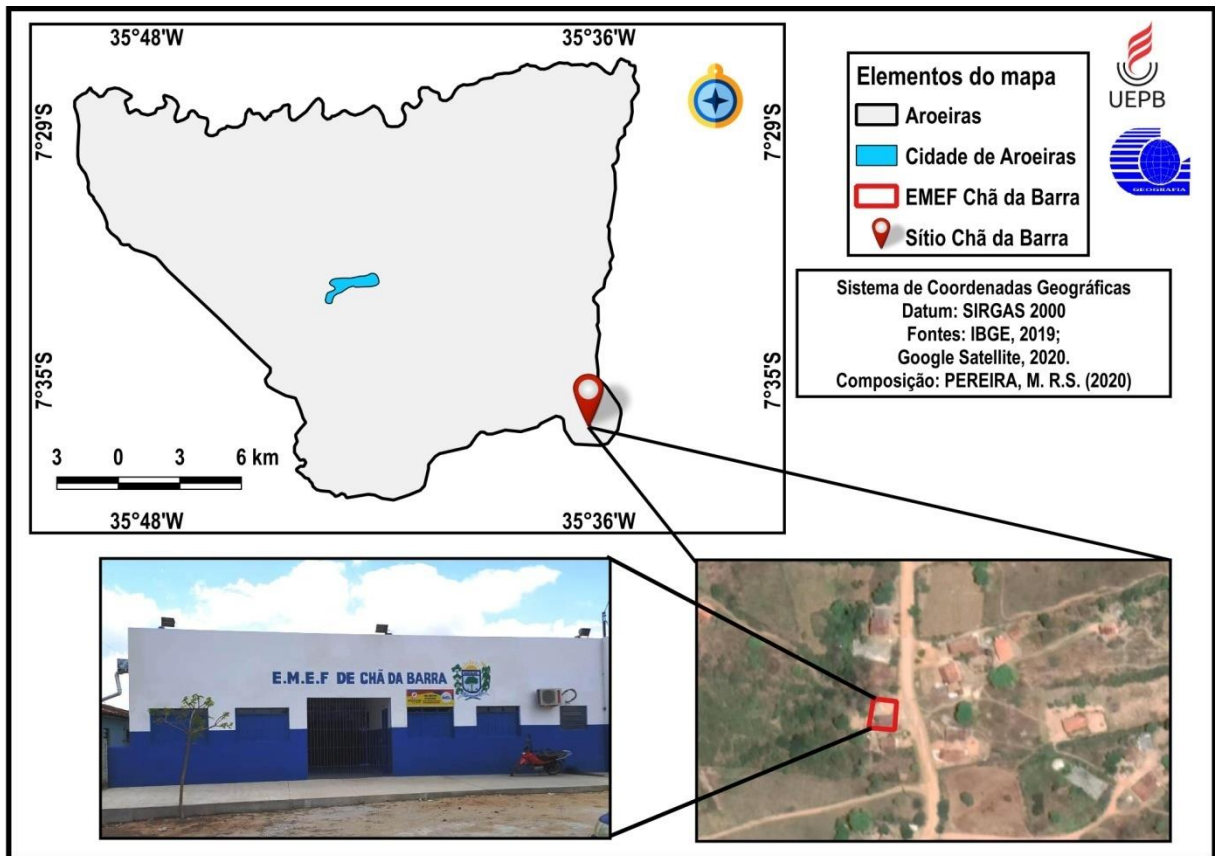 35°48'W
35°36'W
7°29'S
7°29'S
7°35'S
7°35'S
3 0 3 6 km
35°48'W
35°36'W
Elementos do mapa
Aroeiras
Cidade de Aroeiras
EMEF Chã da Barra
Sítio Chã da Barra
UEPB
GEOGRAFIA
Sistema de Coordenadas Geográficas
Datum: SIRGAS 2000
Fontes: IBGE, 2019;
Google Satellite, 2020.
Composição: PEREIRA, M. R.S. (2020)
E.M.E.F DE CHÃ DA BARRA